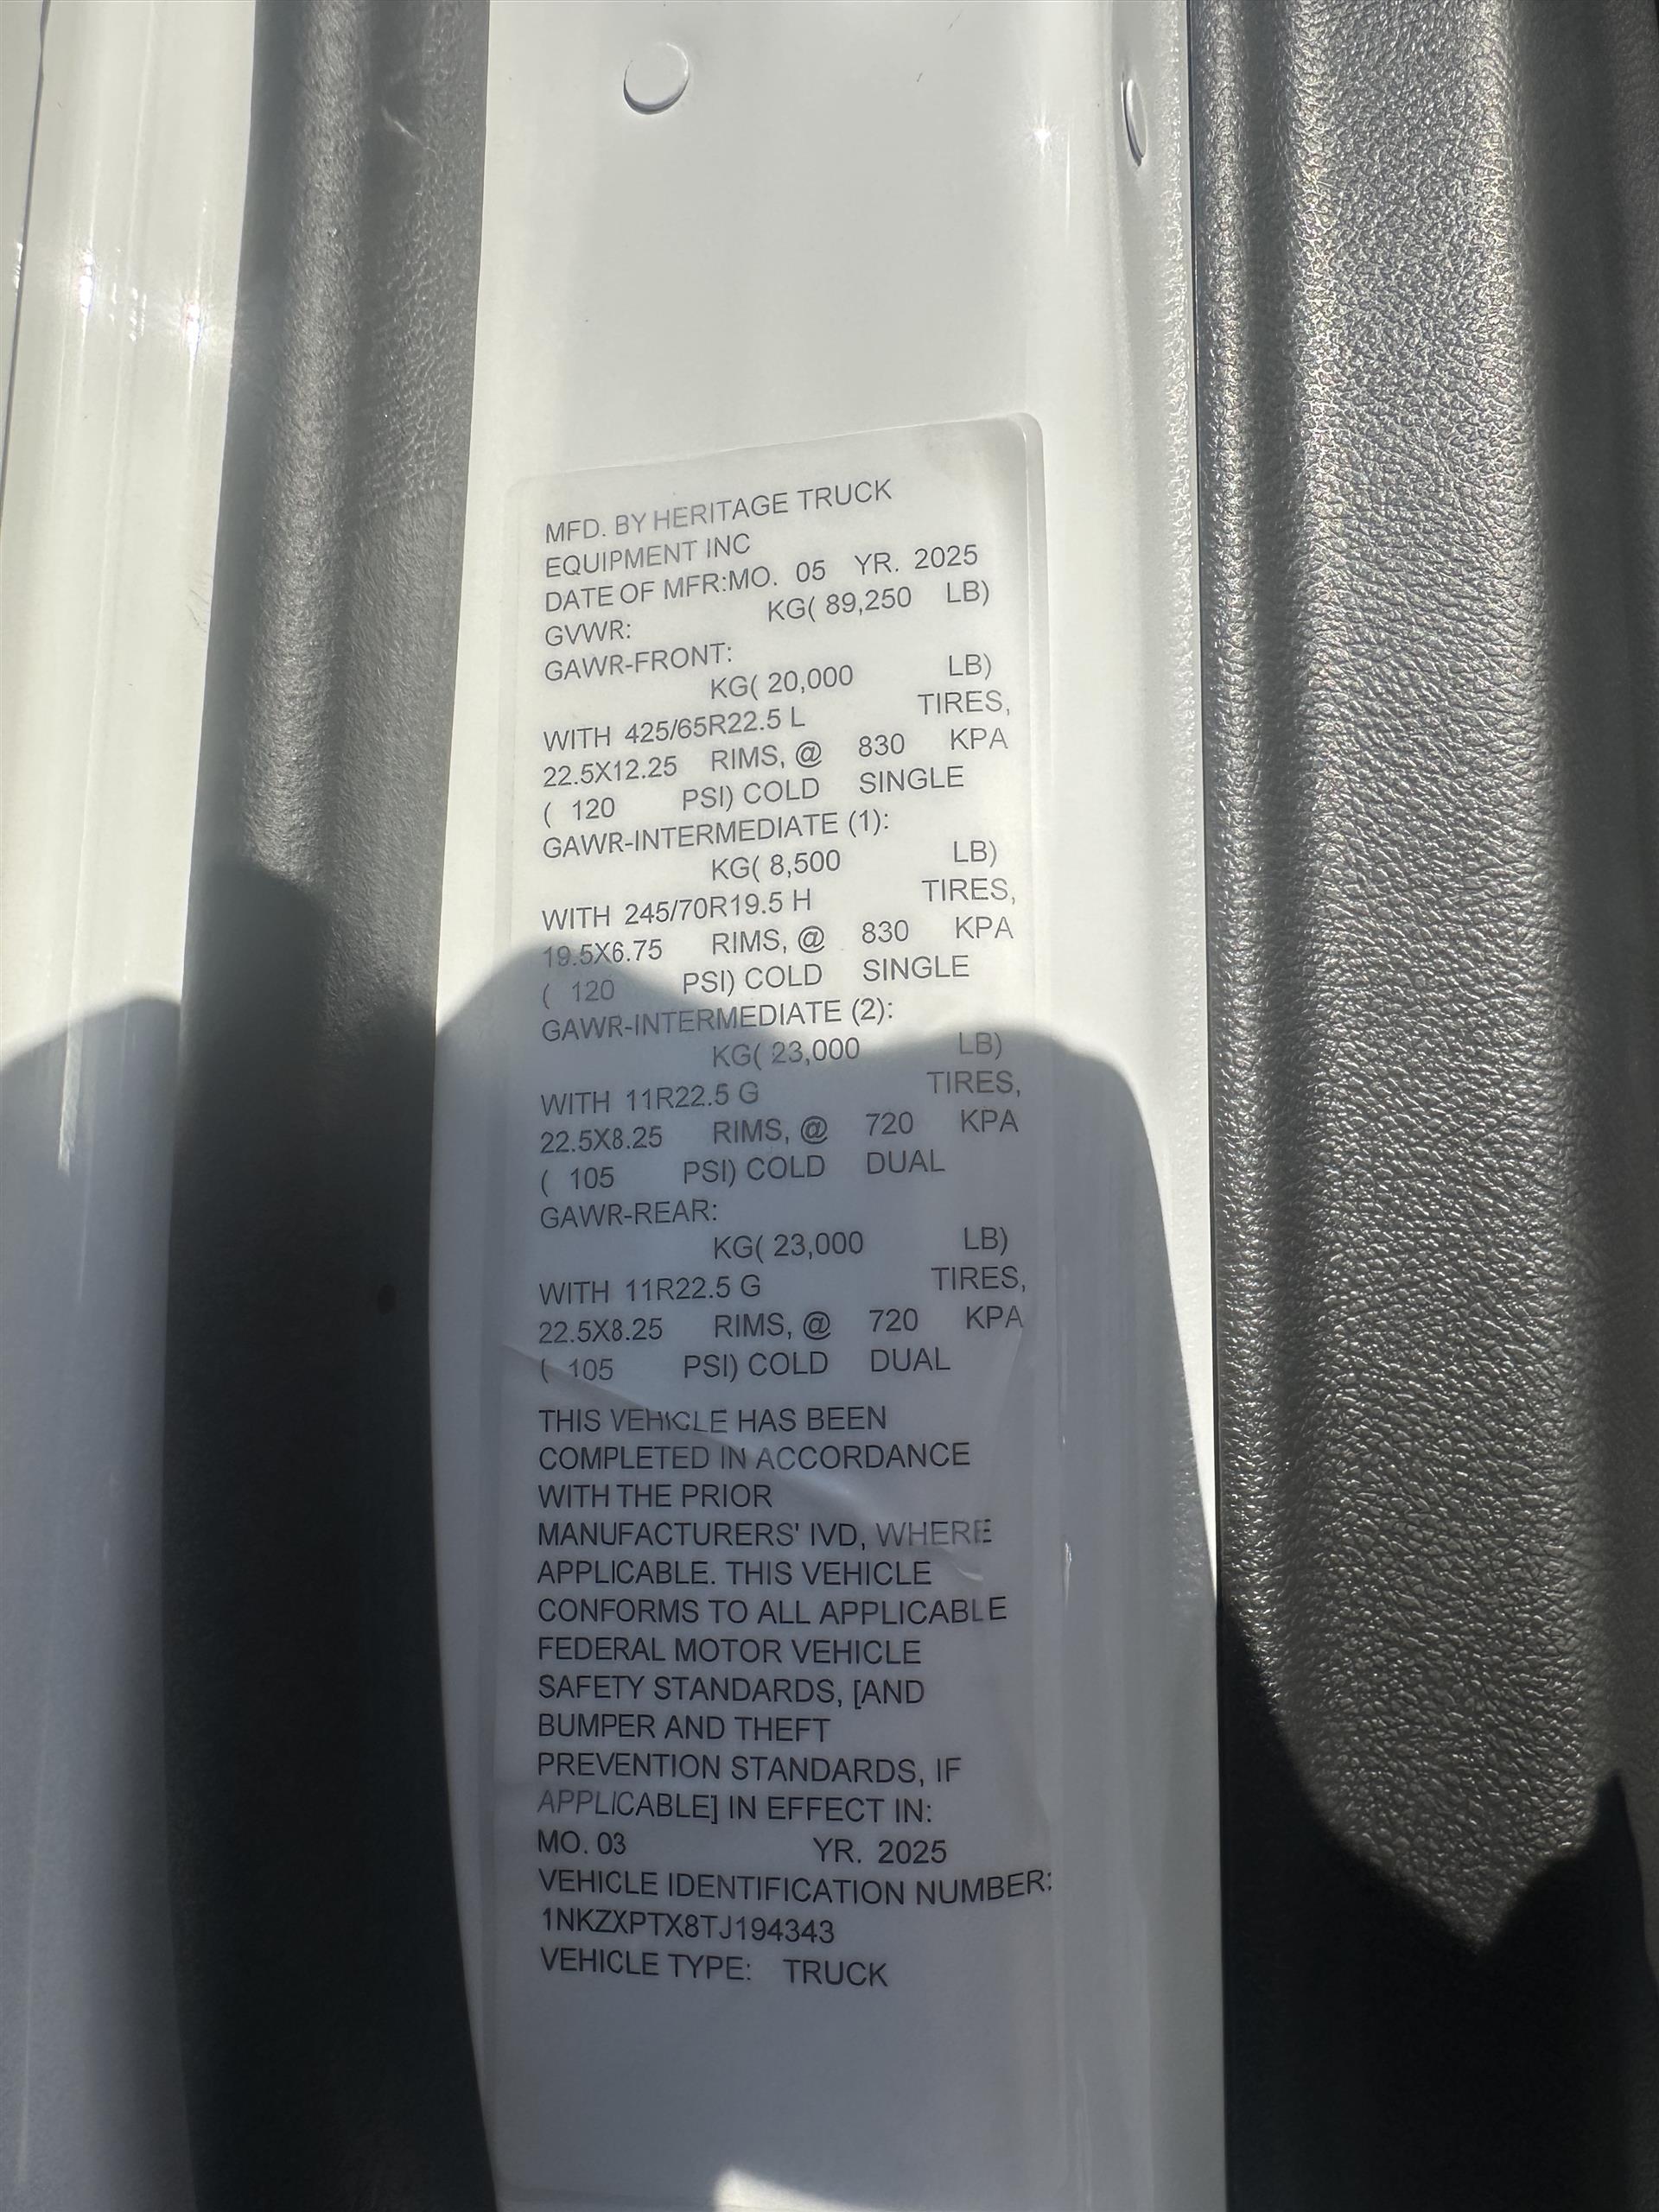 MFD. BY HERITAGE TRUCK
EQUIPMENT INC
DATE OF MFR:MO. 05 YR. 2025
GVWR: KG( 89,250 LB)
GAWR-FRONT:
KG( 20,000 LB)
WITH 425/65R22.5 L TIRES,
22.5X12.25 RIMS, @ 830 KPA
( 120 PSI) COLD SINGLE
GAWR-INTERMEDIATE (1):
KG( 8,500 LB)
WITH 245/70R19.5 H TIRES,
19.5X6.75 RIMS, @ 830 KPA
( 120 PSI) COLD SINGLE
GAWR-INTERMEDIATE (2):
KG( 23,000 LB)
WITH 11R22.5 G TIRES,
22.5X8.25 RIMS, @ 720 KPA
( 105 PSI) COLD DUAL
GAWR-REAR:
KG( 23,000 LB)
WITH 11R22.5 G TIRES,
22.5X8.25 RIMS, @ 720 KPA
( 105 PSI) COLD DUAL
THIS VEHICLE HAS BEEN
COMPLETED IN ACCORDANCE
WITH THE PRIOR
MANUFACTURERS' IVD, WHERE
APPLICABLE. THIS VEHICLE
CONFORMS TO ALL APPLICABLE
FEDERAL MOTOR VEHICLE
SAFETY STANDARDS, [AND
BUMPER AND THEFT
PREVENTION STANDARDS, IF
APPLICABLE] IN EFFECT IN:
MO. 03 YR. 2025
VEHICLE IDENTIFICATION NUMBER:
1NKZXPTX8TJ194343
VEHICLE TYPE: TRUCK